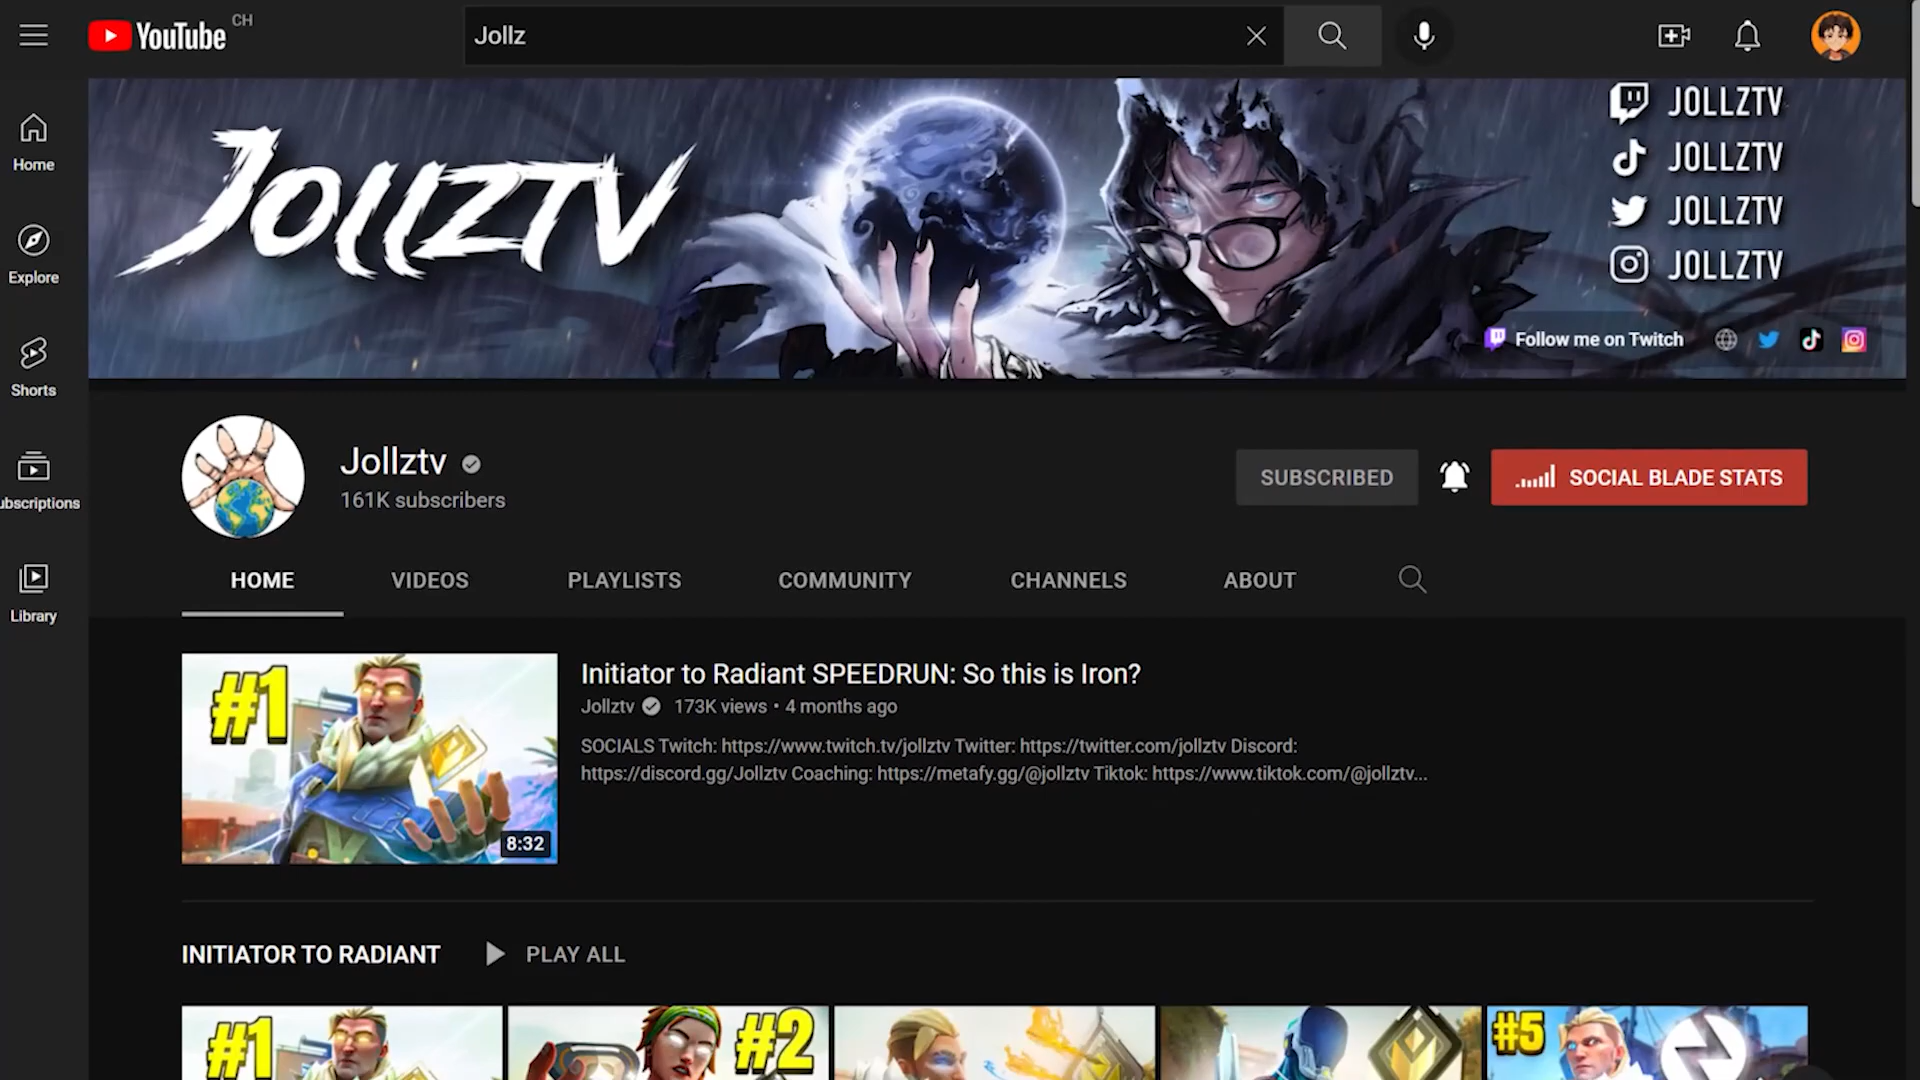 YouTube CH
Jollz
JOLLZTV
JOLLZTV
JOLLZTV
JOLLZTV
JOLLZTV
Follow me on Twitch
Home
Explore
Shorts
ubscriptions
Library
Jollztv
161K subscribers
SUBSCRIBED
SOCIAL BLADE STATS
HOME VIDEOS PLAYLISTS COMMUNITY CHANNELS ABOUT
#1
8:32
Initiator to Radiant SPEEDRUN: So this is Iron?
Jollztv 173K views • 4 months ago
SOCIALS Twitch: https://www.twitch.tv/jollztv Twitter: https://twitter.com/jollztv Discord:
https://discord.gg/Jollztv Coaching: https://metafy.gg/@jollztv Tiktok: https://www.tiktok.com/@jollztv...
INITIATOR TO RADIANT PLAY ALL
#1
#2
#5